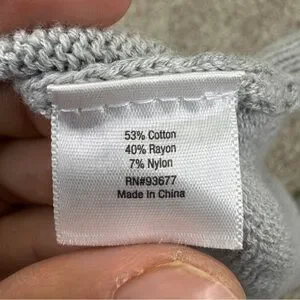 53% Cotton
40% Rayon
7% Nylon
RN#93677
Made in China